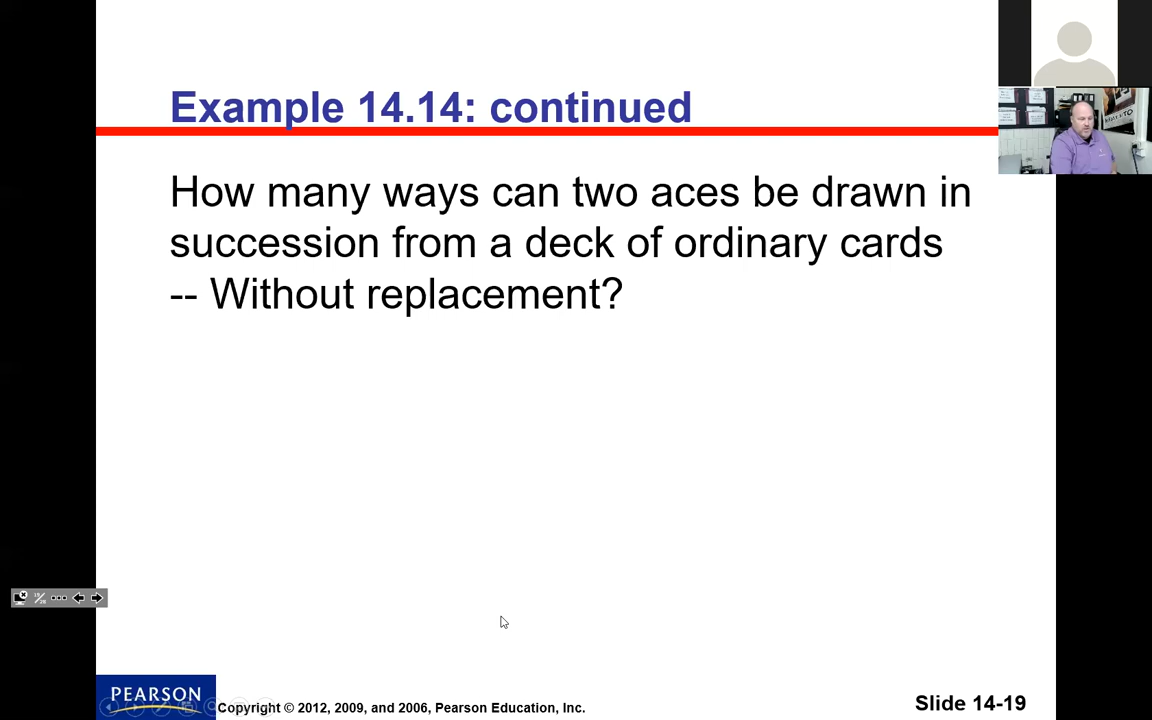 Example 14.14: continued
How many ways can two aces be drawn in
succession from a deck of ordinary cards
-- Without replacement?
PEARSON
Copyright © 2012, 2009, and 2006, Pearson Education, Inc.
Slide 14-19